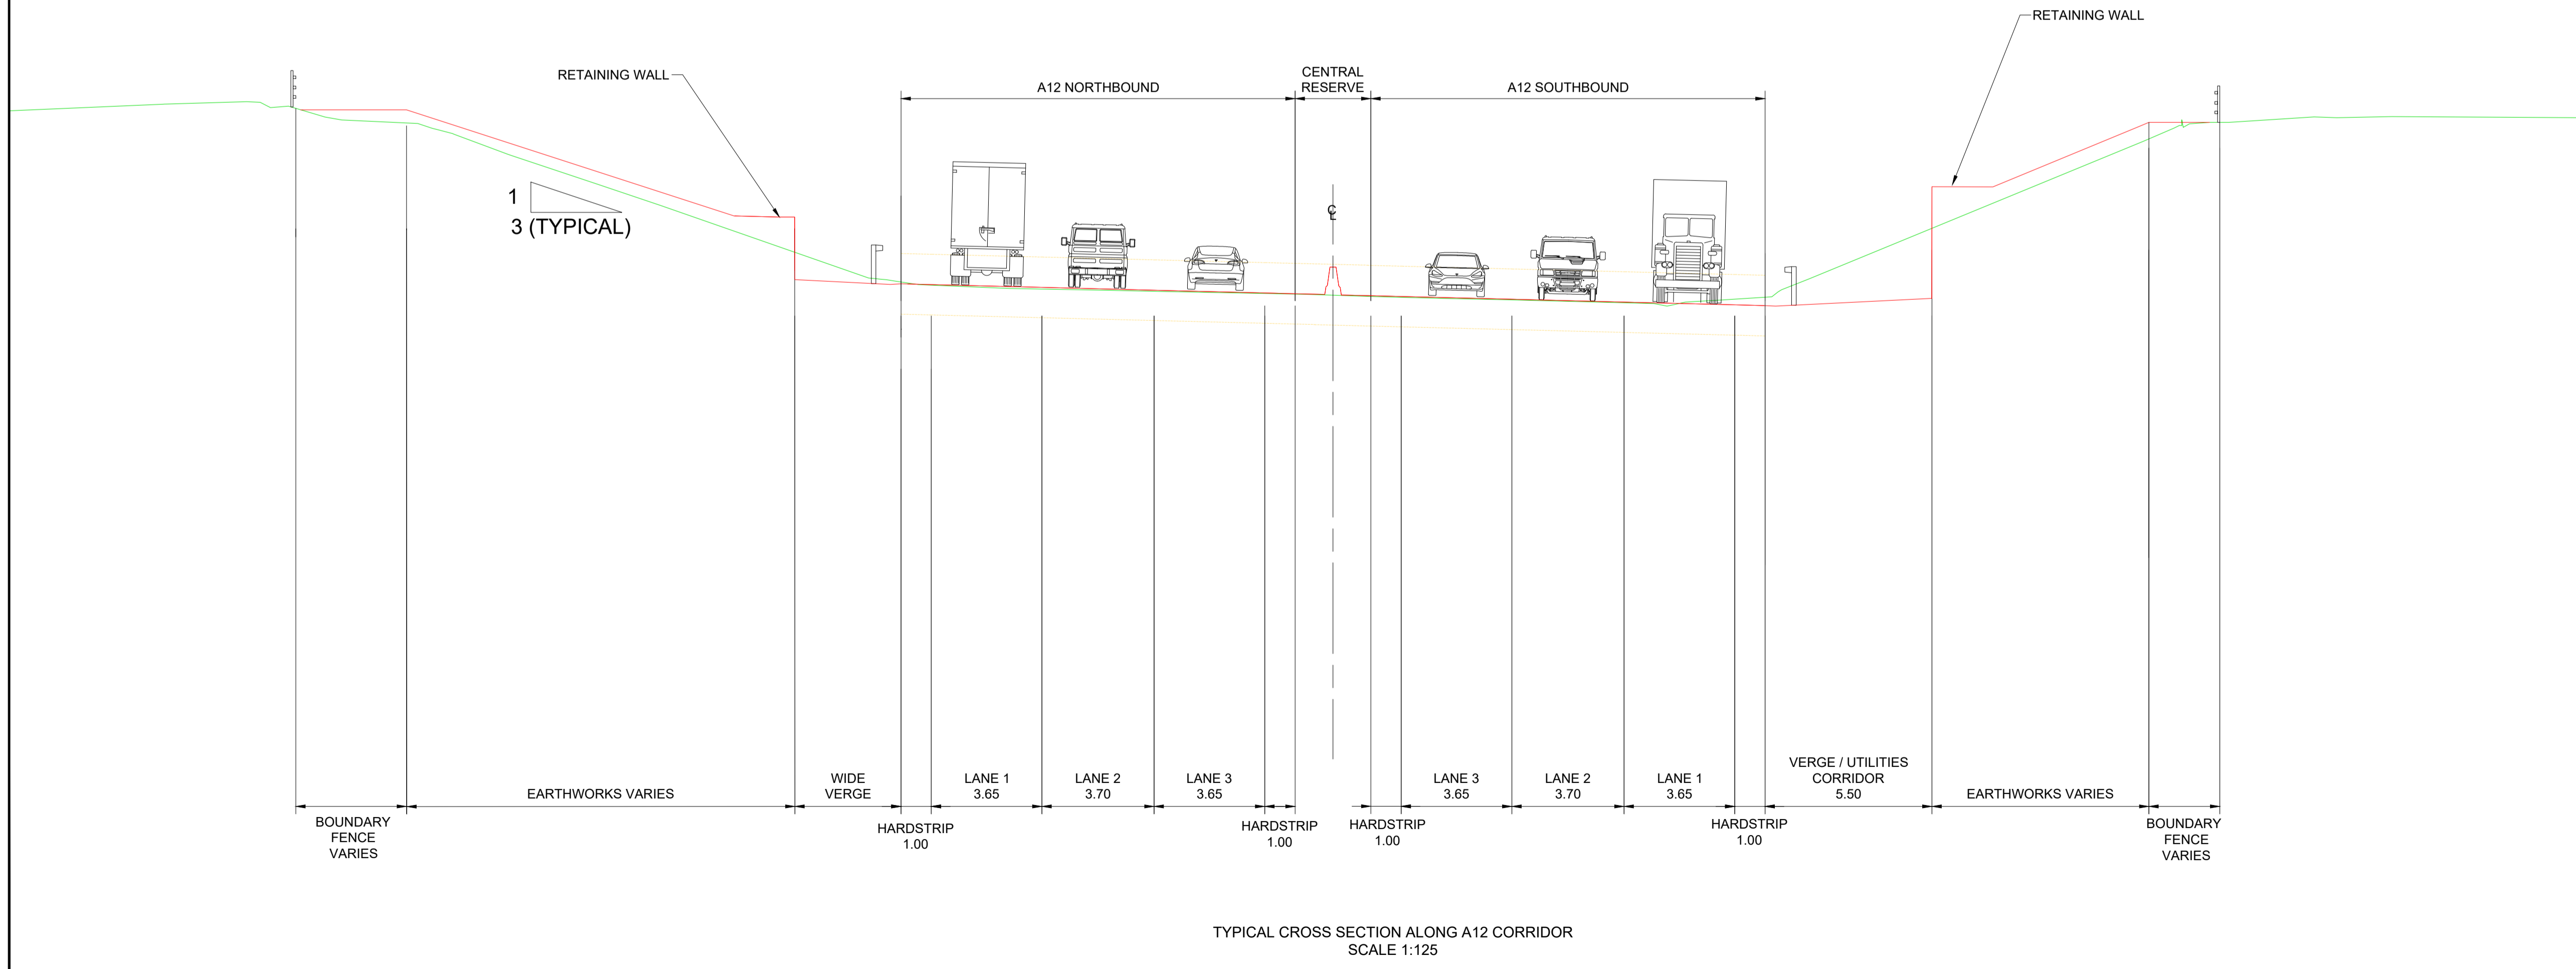 RETAINING WALL
RETAINING WALL
CENTRAL
RESERVE
A12 NORTHBOUND
A12 SOUTHBOUND
1
3 (TYPICAL)
CL
EARTHWORKS VARIES
WIDE
VERGE
LANE 1
3.65
LANE 2
3.70
LANE 3
3.65
LANE 3
3.65
LANE 2
3.70
LANE 1
3.65
VERGE / UTILITIES
CORRIDOR
5.50
EARTHWORKS VARIES
BOUNDARY
FENCE
VARIES
HARDSTRIP
1.00
HARDSTRIP
1.00
HARDSTRIP
1.00
HARDSTRIP
1.00
BOUNDARY
FENCE
VARIES
TYPICAL CROSS SECTION ALONG A12 CORRIDOR
SCALE 1:125